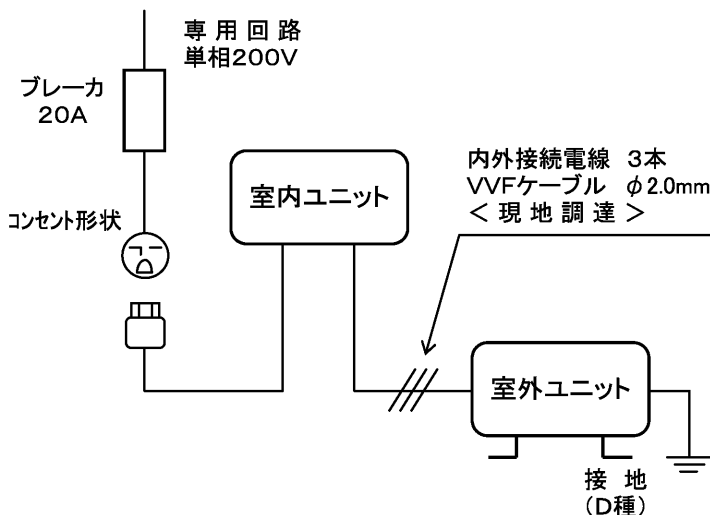 専用回路
単相200V
ブレーカ
20A
コンセント形状
室内ユニット
内外接続電線 3本
VVFケーブル φ2.0mm
＜現地調達＞
室外ユニット
接地
（D種）